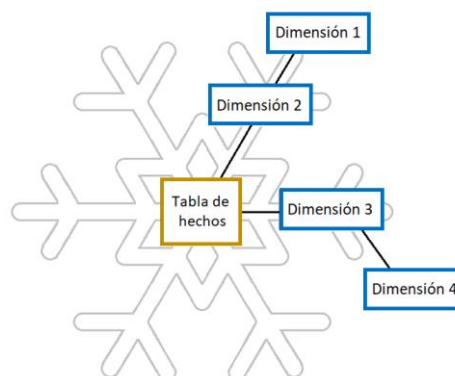 Dimensión 1
Dimensión 2
Tabla de
hechos
Dimensión 3
Dimensión 4